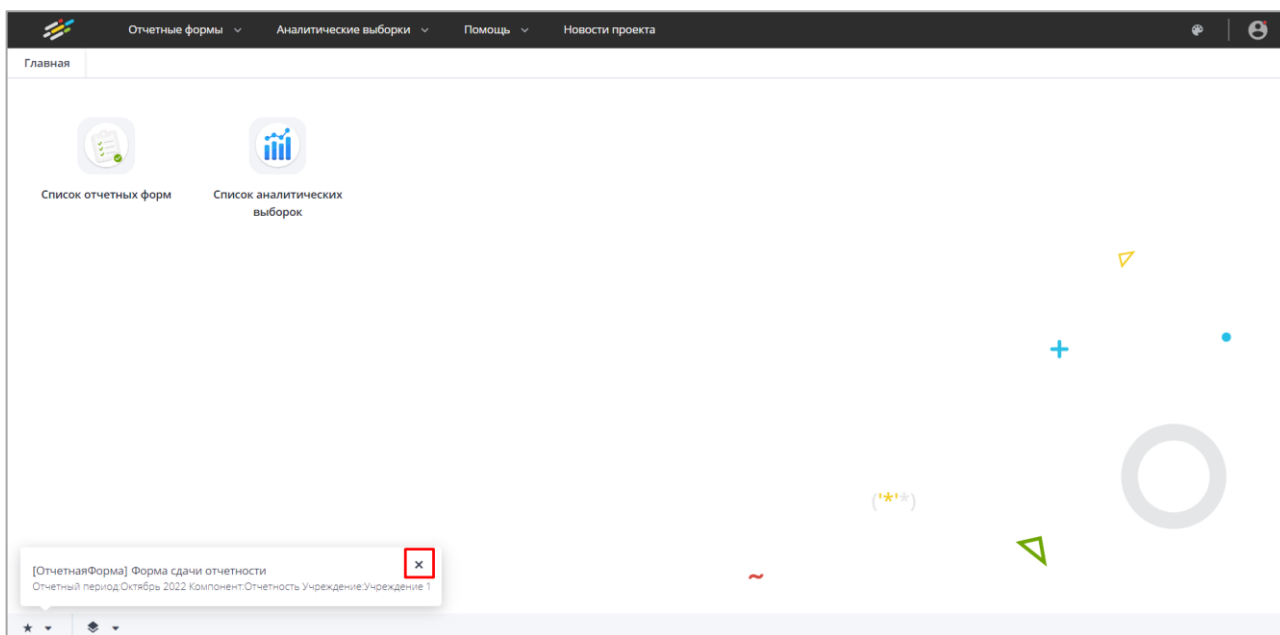 Отчетные формы Аналитические выборки Помощь Новости проекта
Главная
Список отчетных форм
Список аналитических
выборок
('*'*)
~
[ОтчетнаяФорма] Форма сдачи отчетности
Отчетный период:Октябрь 2022 Компонент:Отчетность Учреждение:Учреждение 1